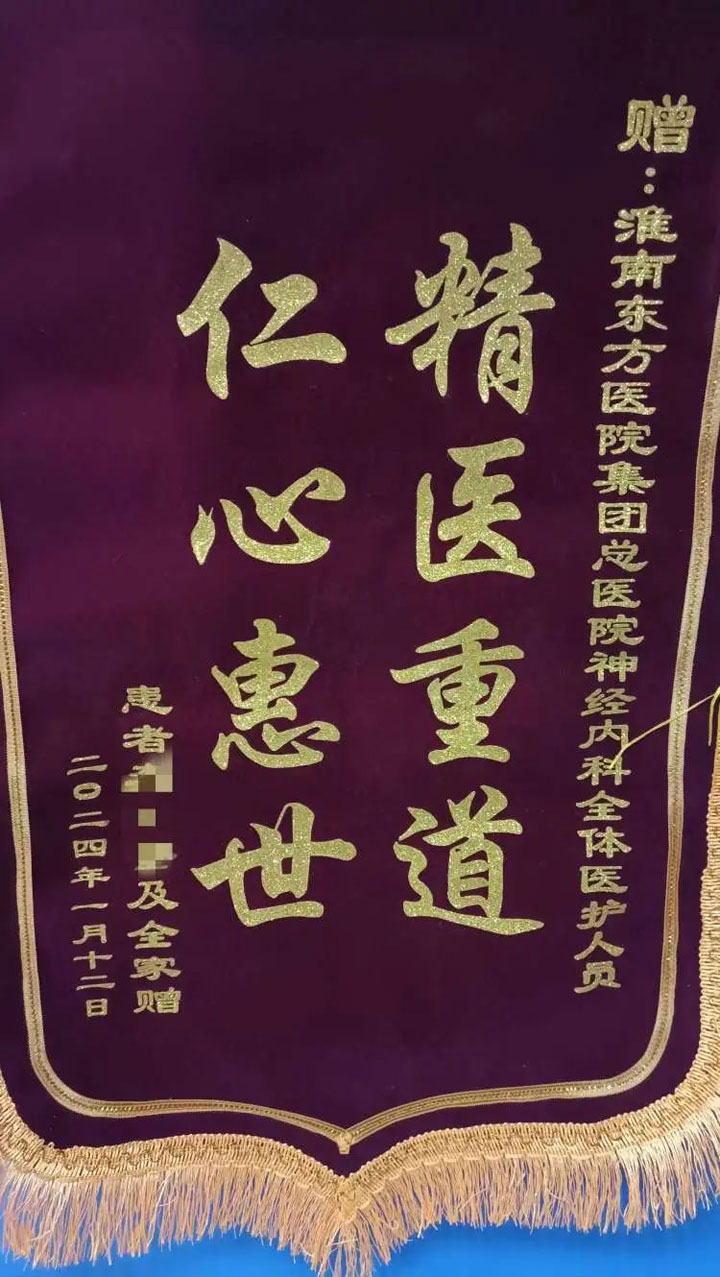 赠：淮南东方医院集团总医院神经内科全体医护人员
精医重道
仁心惠世
患者及全家赠
二〇二四年一月十二日